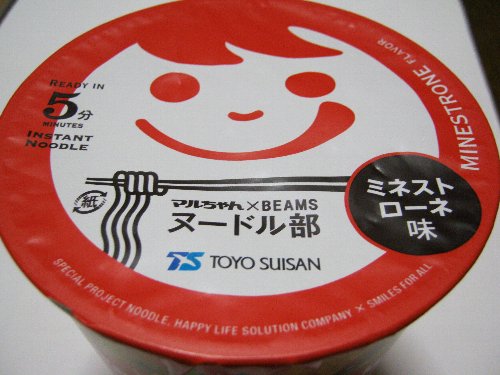 READY IN
5分
MINUTES
INSTANT
NOODLE
MINESTRONE FLAVOR
ミネスト
ローネ
味
紙
マルちゃん×BEAMS
ヌードル部
TS TOYO SUISAN
SPECIAL PROJECT NOODLE, HAPPY LIFE SOLUTION COMPANY × SMILES FOR ALL